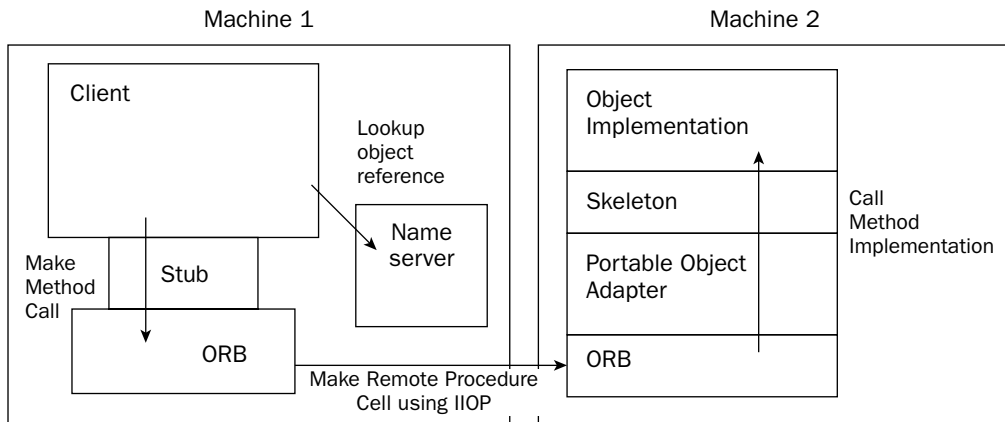 Machine 1
Machine 2
Client
Lookup
object
reference
Name
server
Make
Method
Call
Stub
ORB
Make Remote Procedure
Cell using IIOP
Object
Implementation
Skeleton
Portable Object
Adapter
ORB
Call
Method
Implementation